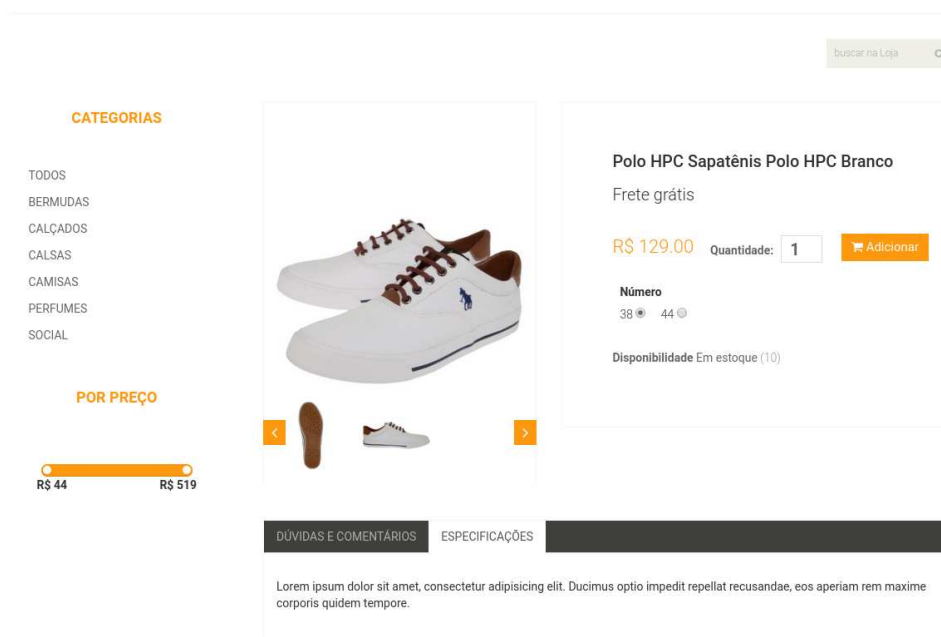 buscar na Loja
CATEGORIAS
TODOS
BERMUDAS
CALÇADOS
CALSAS
CAMISAS
PERFUMES
SOCIAL
POR PREÇO
R$ 44 R$ 519
Polo HPC Sapatênis Polo HPC Branco
Frete grátis
R$ 129.00 Quantidade: 1 Adicionar
Número
38 44
Disponibilidade Em estoque (10)
DÚVIDAS E COMENTÁRIOS ESPECIFICAÇÕES
Lorem ipsum dolor sit amet, consectetur adipisicing elit. Ducimus optio impedit repellat recusandae, eos aperiam rem maxime
corporis quidem tempore.